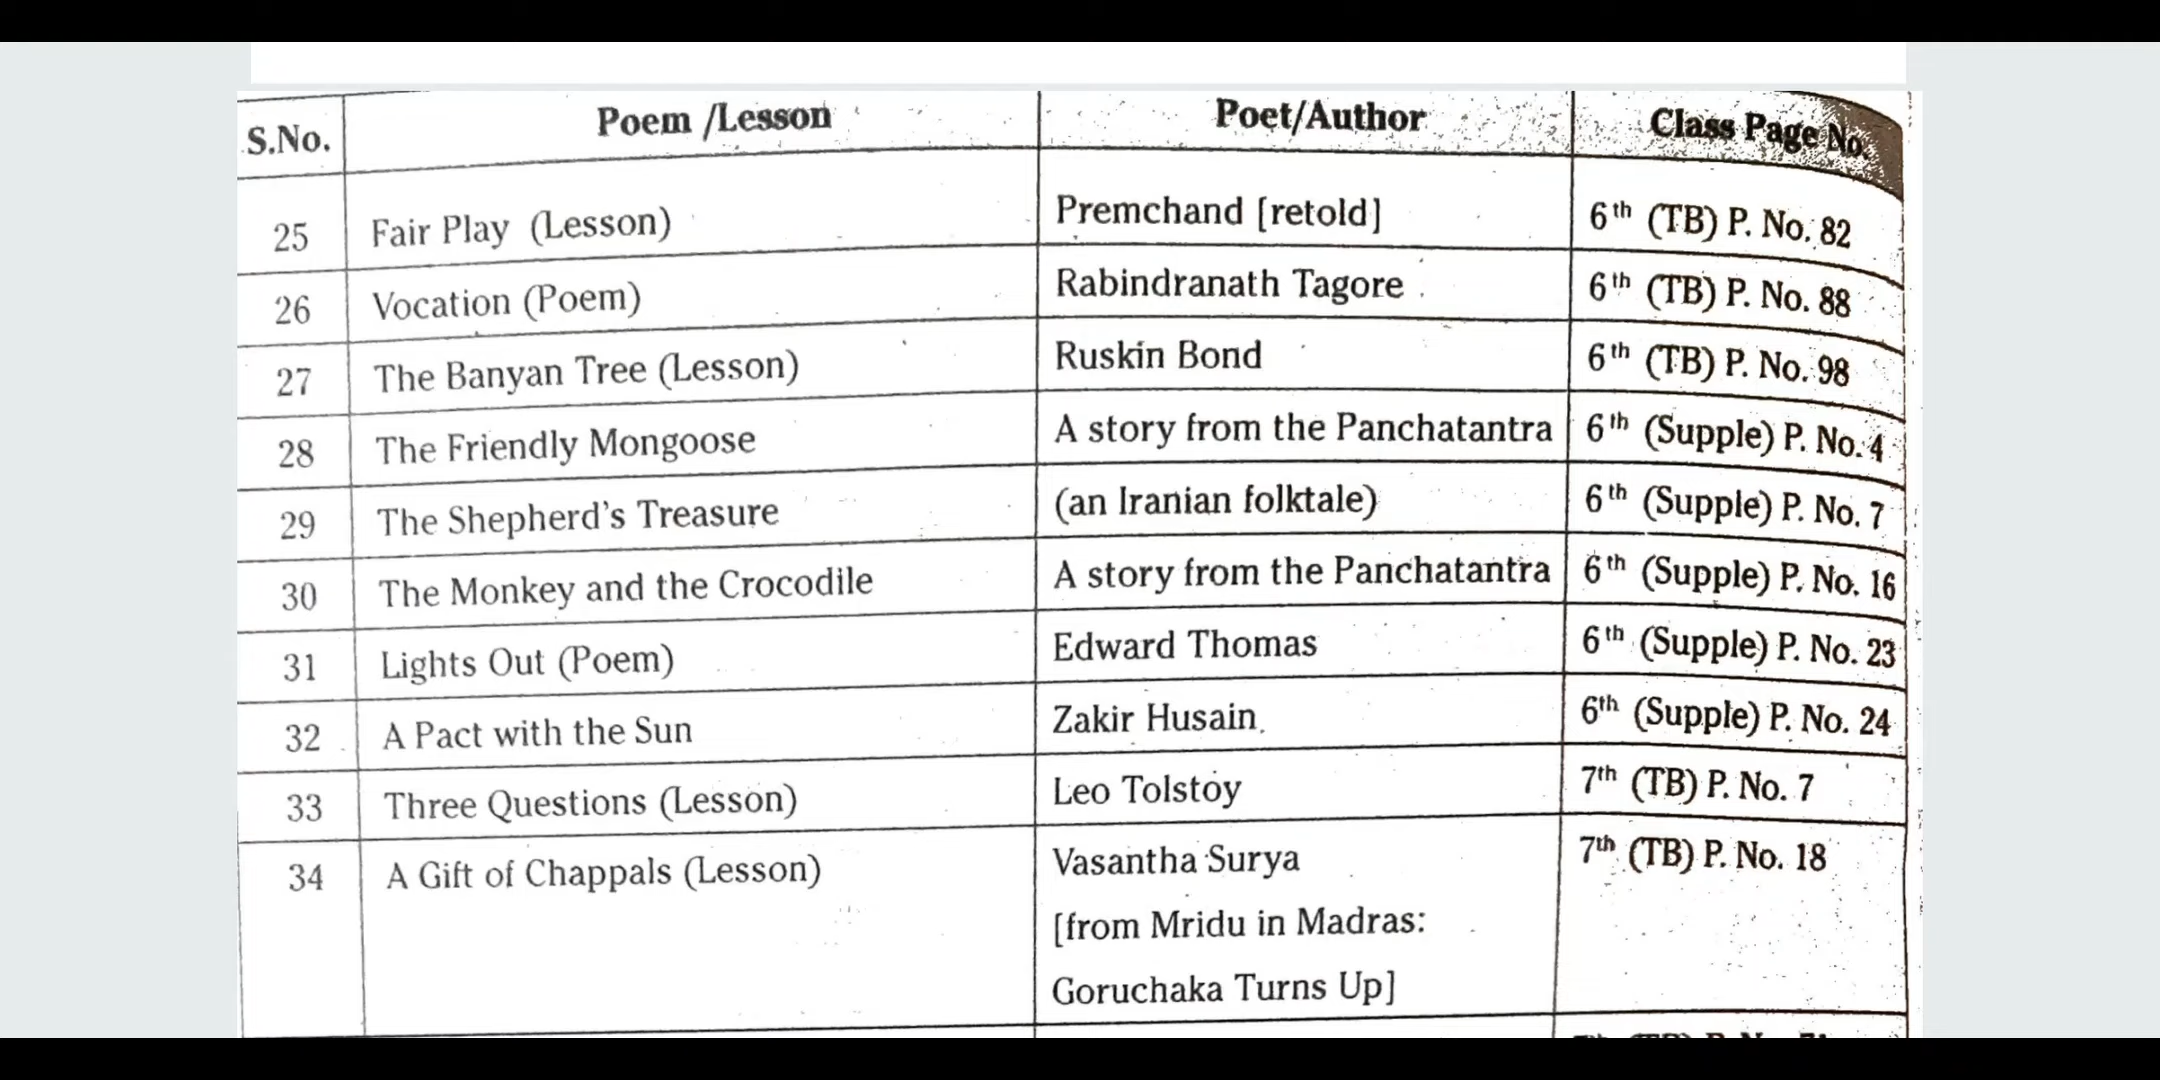 S.No. Poem /Lesson Poet/Author Class Page No.
25 Fair Play (Lesson) Premchand [retold] 6th (TB) P. No. 82
26 Vocation (Poem) Rabindranath Tagore 6th (TB) P. No. 88
27 The Banyan Tree (Lesson) Ruskin Bond 6th (TB) P. No. 98
28 The Friendly Mongoose A story from the Panchatantra 6th (Supple) P. No. 4
29 The Shepherd's Treasure (an Iranian folktale) 6th (Supple) P. No. 7
30 The Monkey and the Crocodile A story from the Panchatantra 6th (Supple) P. No. 16
31 Lights Out (Poem) Edward Thomas 6th (Supple) P. No. 23
32 A Pact with the Sun Zakir Husain 6th (Supple) P. No. 24
33 Three Questions (Lesson) Leo Tolstoy 7th (TB) P. No. 7
34 A Gift of Chappals (Lesson) Vasantha Surya 7th (TB) P. No. 18
[from Mridu in Madras:
Goruchaka Turns Up]